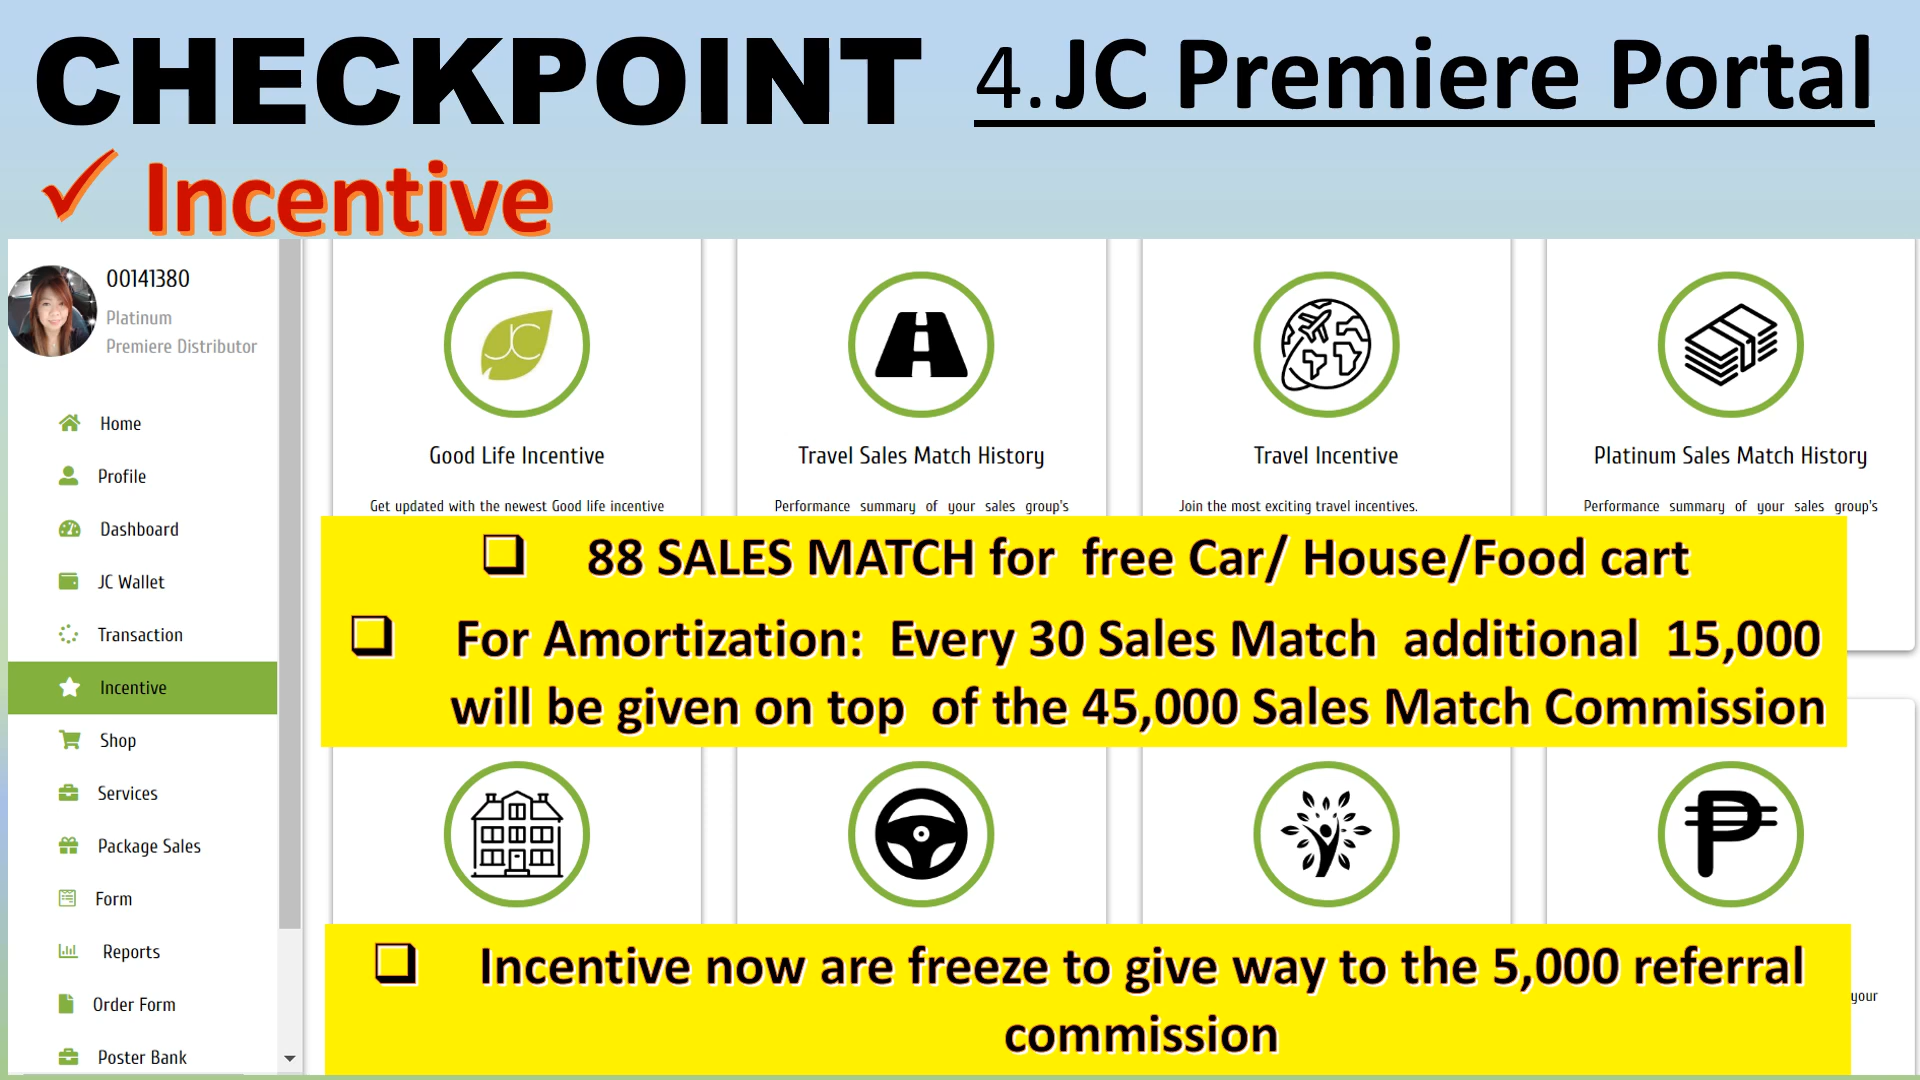 CHECKPOINT 4. JC Premiere Portal
✓ Incentive
00141380
Platinum
Premiere Distributor
Home
Profile
Dashboard
JC Wallet
Transaction
Incentive
Shop
Services
Package Sales
Form
Reports
Order Form
Poster Bank
JC
Good Life Incentive
Get updated with the newest Good life incentive
Travel Sales Match History
Performance summary of your sales group's
Travel Incentive
Join the most exciting travel incentives.
Platinum Sales Match History
Performance summary of your sales group's
❑ 88 SALES MATCH for free Car/ House/Food cart
❑ For Amortization: Every 30 Sales Match additional 15,000
will be given on top of the 45,000 Sales Match Commission
❑ Incentive now are freeze to give way to the 5,000 referral
commission
your